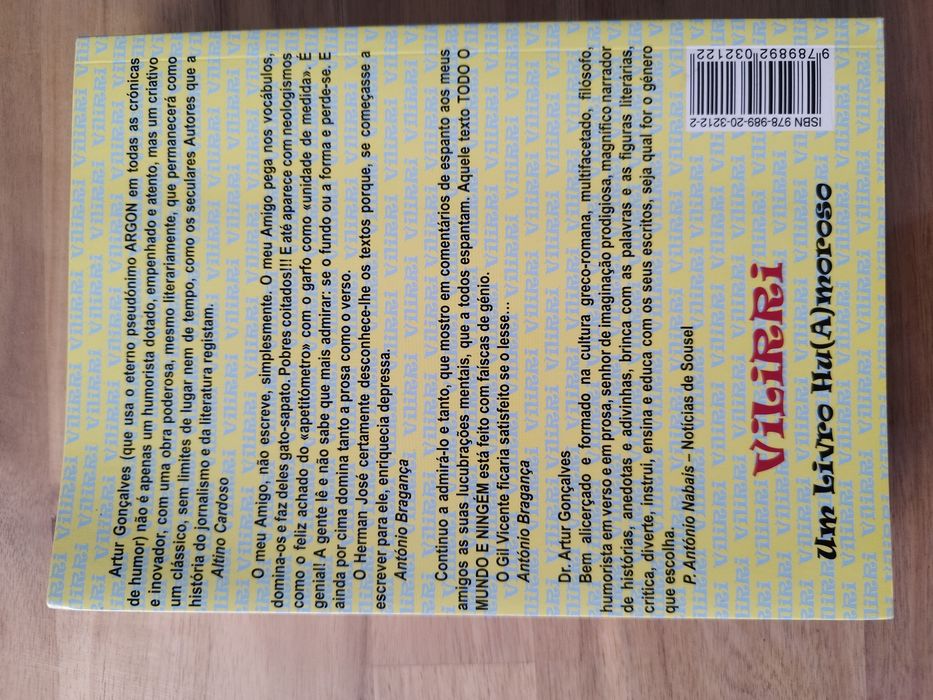 Artur Gonçalves (que usa o eterno pseudónimo ARGON em todas as crónicas
de humor) não é apenas um humorista dotado, empenhado e atento, mas um criativo
e inovador, com uma obra poderosa, mesmo literariamente, que permanecerá como
um clássico, sem limites de lugar nem de tempo, como os seculares Autores que a
história do jornalismo e da literatura registam.
Altino Cardoso
O meu Amigo, não escreve, simplesmente. O meu Amigo pega nos vocábulos,
domina-os e faz deles gato-sapato. Pobres coitados!!! E até aparece com neologismos
como o feliz achado do «apetitómetro» com o garfo como «unidade de medida». É
genial! A gente lê e não sabe que mais admirar: se o fundo ou a forma e perde-se. E
ainda por cima domina tanto a prosa como o verso.
O Herman José certamente desconhece-lhe os textos porque, se começasse a
escrever para ele, enriquecia depressa.
António Bragança
Continuo a admirá-lo e tanto, que mostro em comentários de espanto aos meus
amigos as suas lucubrações mentais, que a todos espantam. Aquele texto TODO O
MUNDO E NINGÉM está feito com faíscas de génio.
O Gil Vicente ficaria satisfeito se o lesse...
António Bragança
Dr. Artur Gonçalves
Bem alicerçado e formado na cultura greco-romana, multifacetado, filósofo,
humorista em verso e em prosa, senhor de imaginação prodigiosa, magnífico narrador
de histórias, anedotas e adivinhas, brinca com as palavras e as figuras literárias,
critica, diverte, instrui, ensina e educa com os seus escritos, seja qual for o género
que escolha.
P. António Nabais – Notícias de Sousel
ViLiRRi
Um Livro Hu(A)moroso
ISBN 978-989-20-3212-2
9 789892 032122